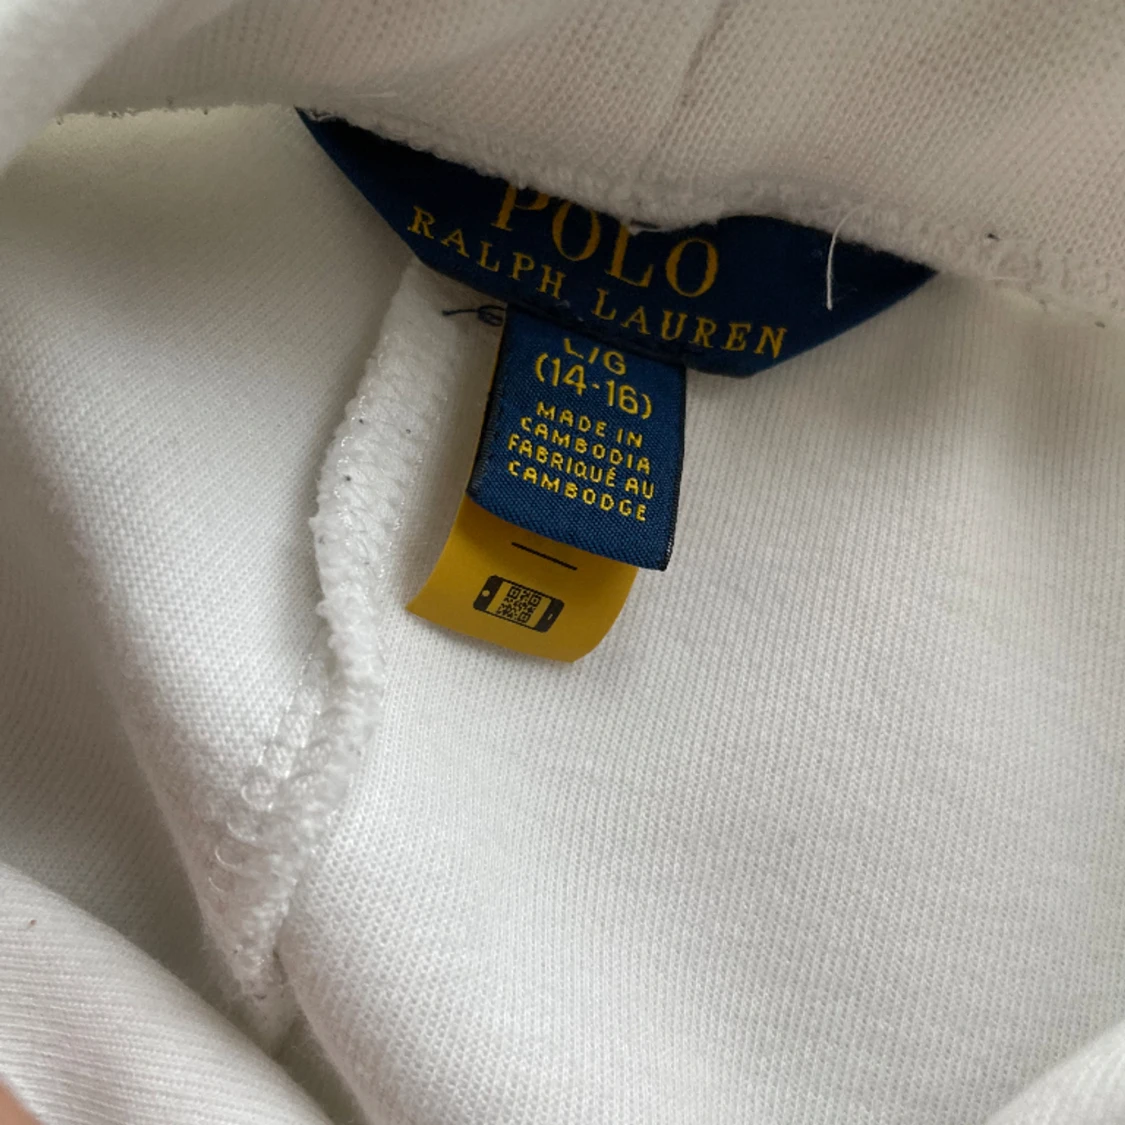 POLO
RALPH LAUREN
L/G
(14-16)
MADE IN
CAMBODIA
FABRIQUÉ AU
CAMBODGE